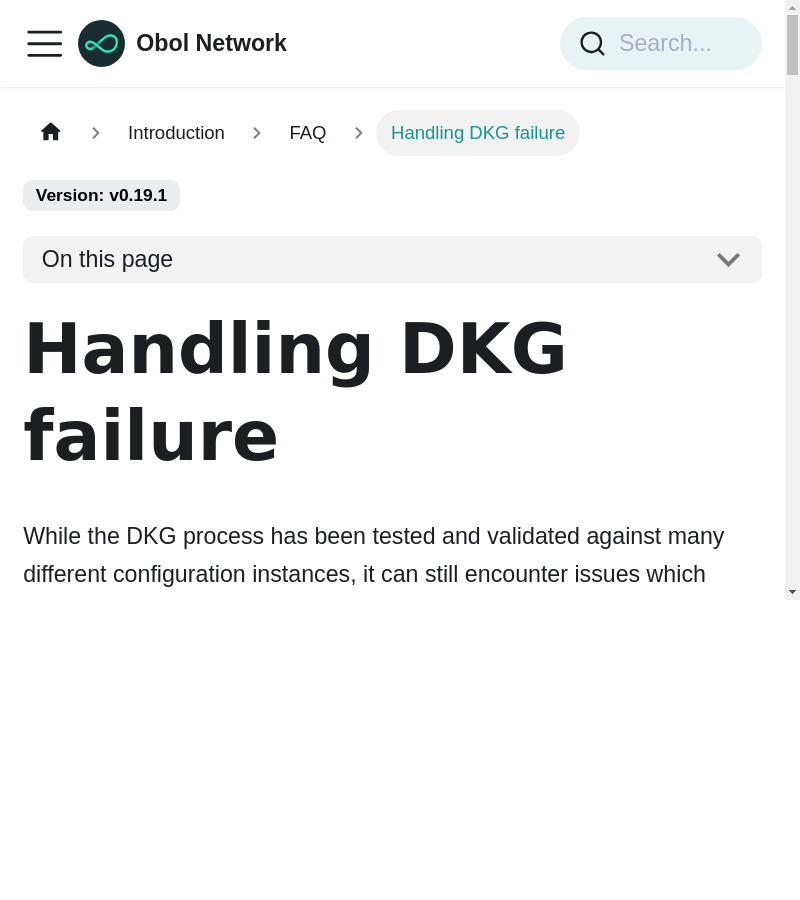 Obol Network
Search...
Introduction
FAQ
Handling DKG failure
Version: v0.19.1
On this page
Handling DKG
failure
While the DKG process has been tested and validated against many
different configuration instances, it can still encounter issues which